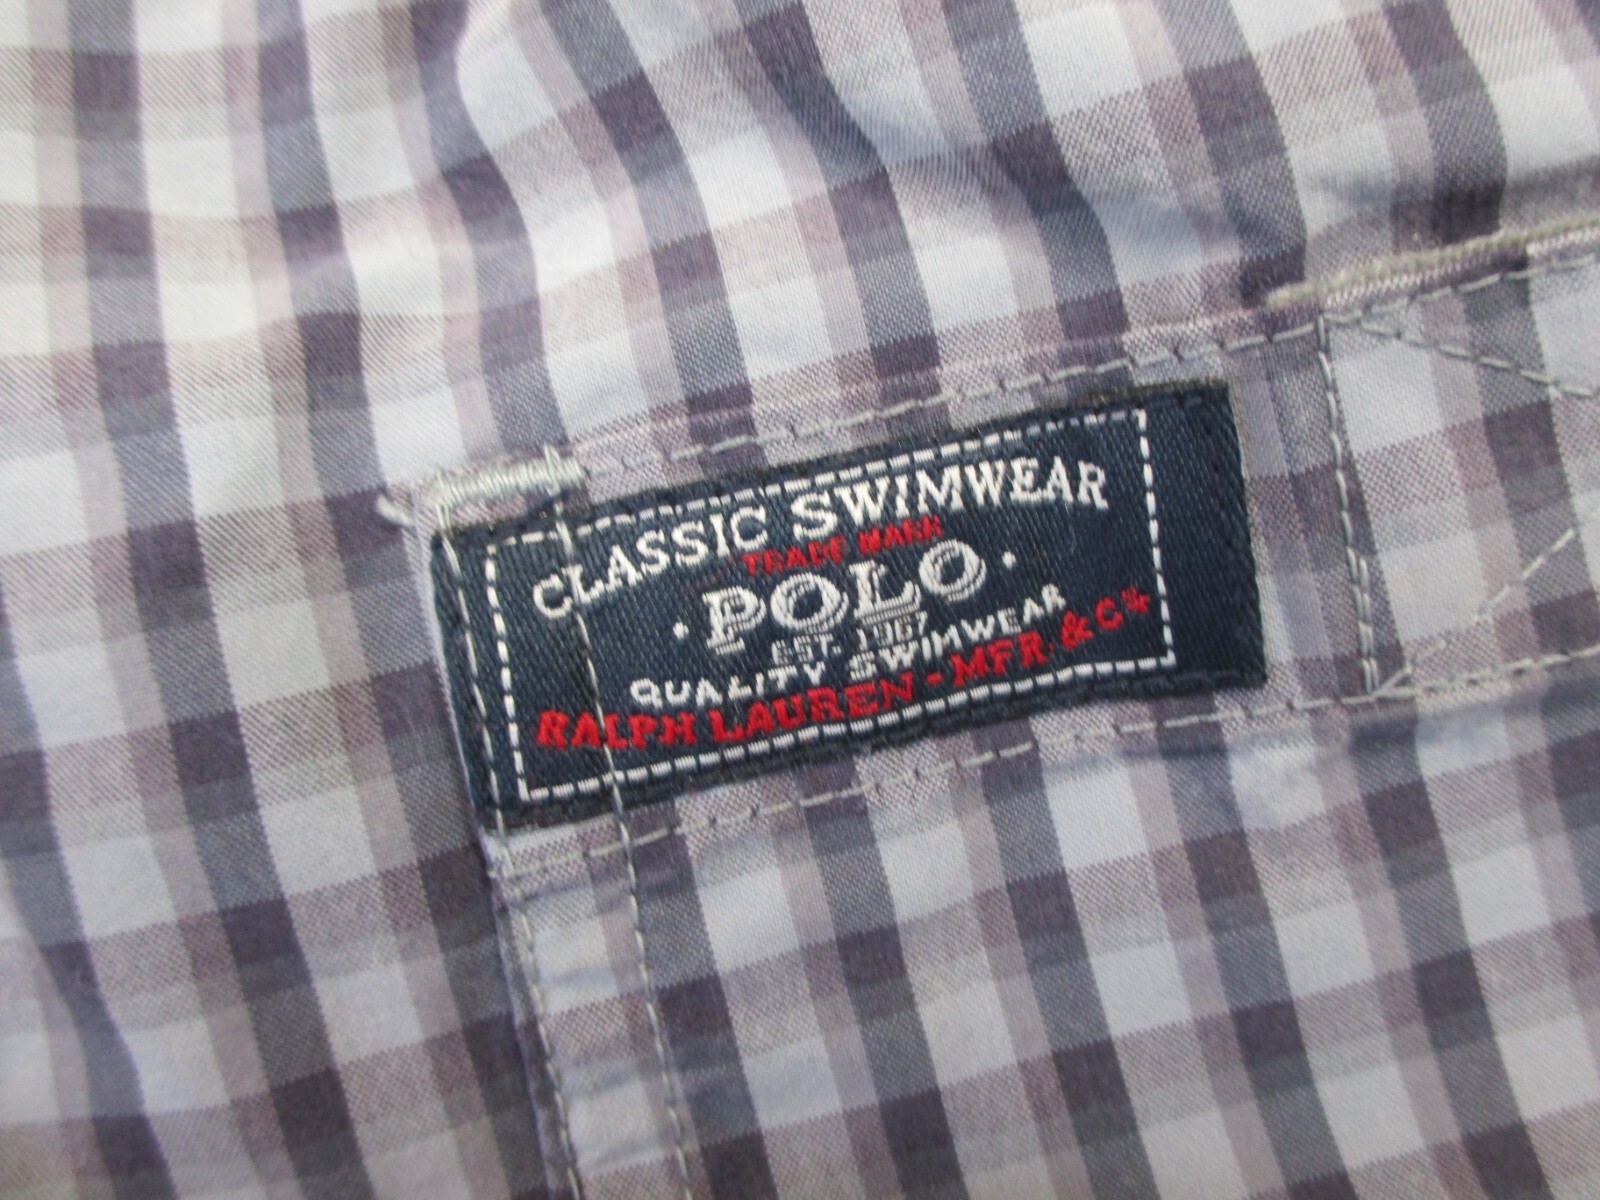 CLASSIC SWIMWEAR
TRADE MARK
· POLO ·
EST. 1967
QUALITY SWIMWEAR
RALPH LAUREN - MFR. & Co.